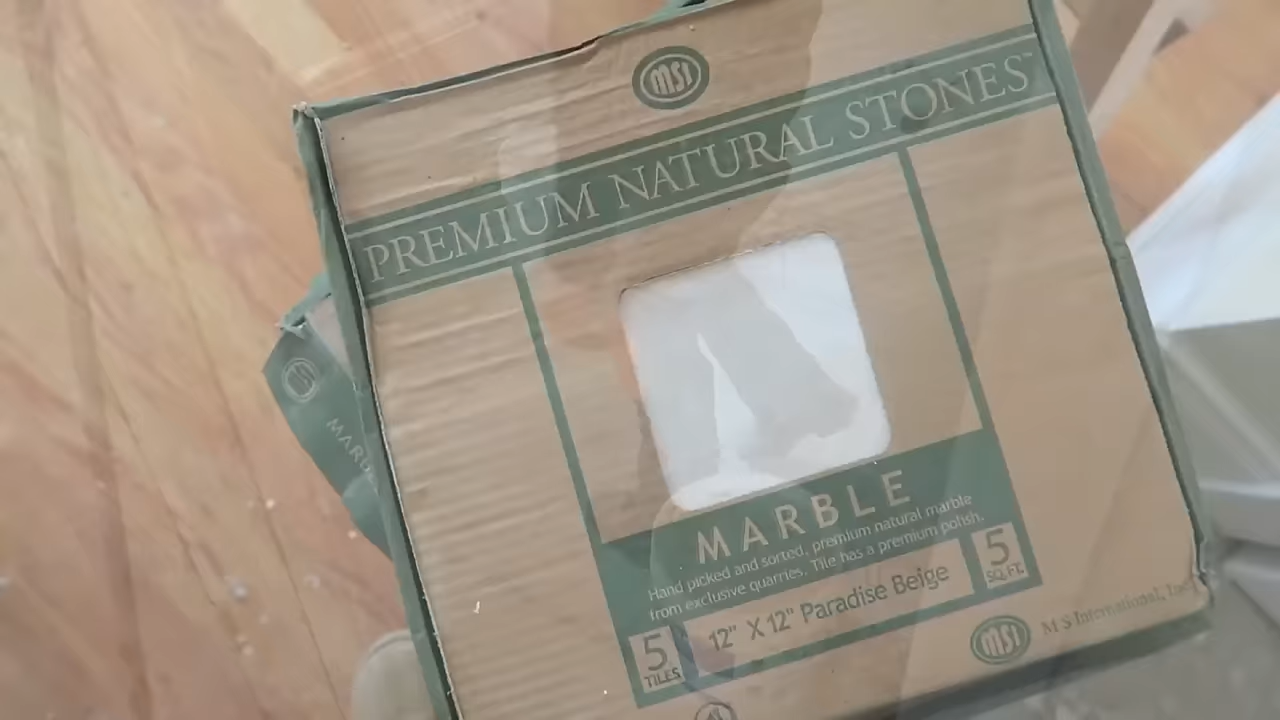 MSI
PREMIUM NATURAL STONES™
MARBLE
Hand picked and sorted, premium natural marble
from exclusive quarries. Tile has a premium polish.
5
TILES
12" X 12" Paradise Beige
5
SQ.FT.
MSI
M S International, Inc.
MSI